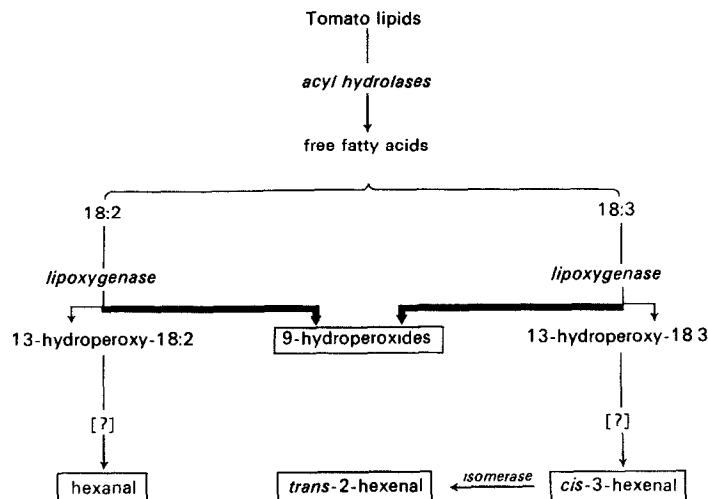 Tomato lipids
acyl hydrolases
free fatty acids
18:2
18:3
lipoxygenase
lipoxygenase
13-hydroperoxy-18:2
9-hydroperoxides
13-hydroperoxy-18 3
[?]
[?]
hexanal
trans-2-hexenal
isomerase
cis-3-hexenal